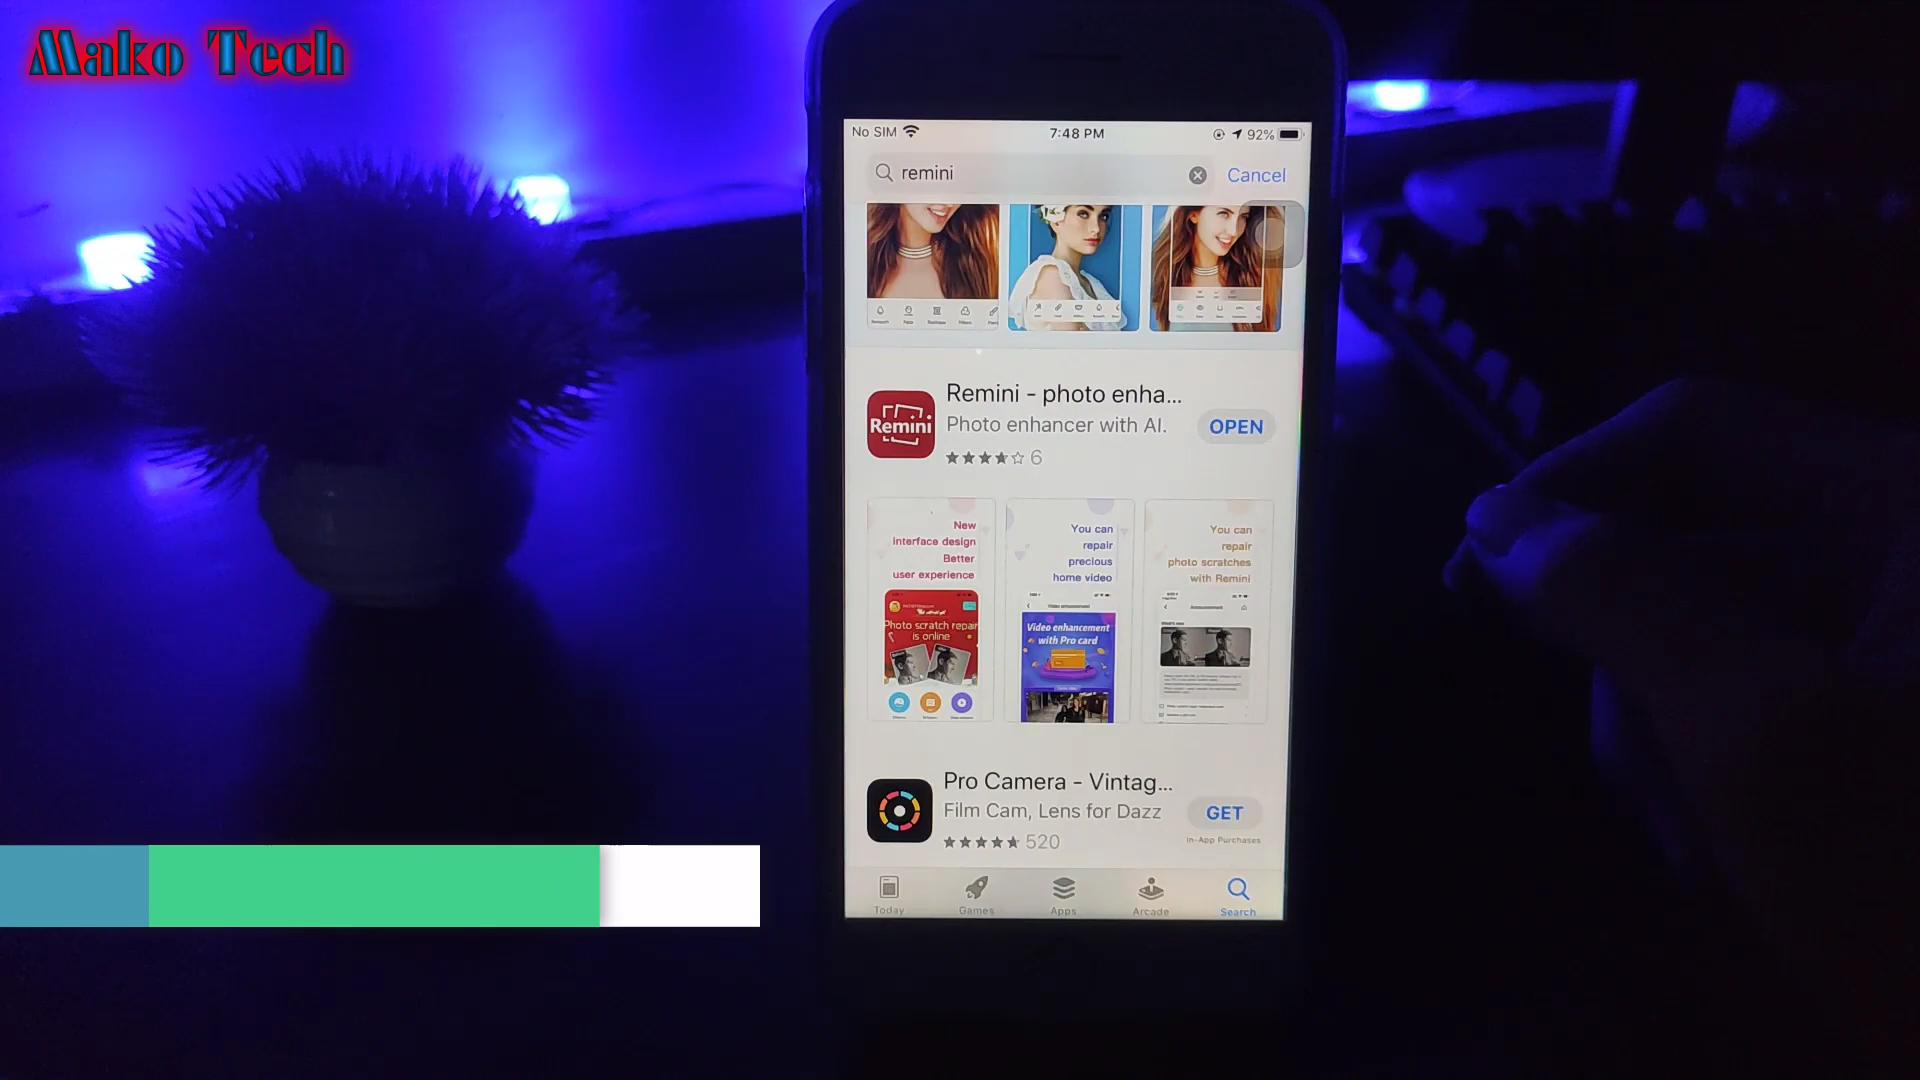 Mako Tech
No SIM 7:48 PM 92%
remini Cancel
Remini - photo enha...
Photo enhancer with AI.
OPEN
6
Remini
New
interface design
Better
user experience
You can
repair
precious
home video
You can
repair
photo scratches
with Remini
Photo scratch repair
is online
Video enhancement
with Pro card
Pro Camera - Vintag...
Film Cam, Lens for Dazz
GET
520
In-App Purchases
Today Games Apps Arcade Search